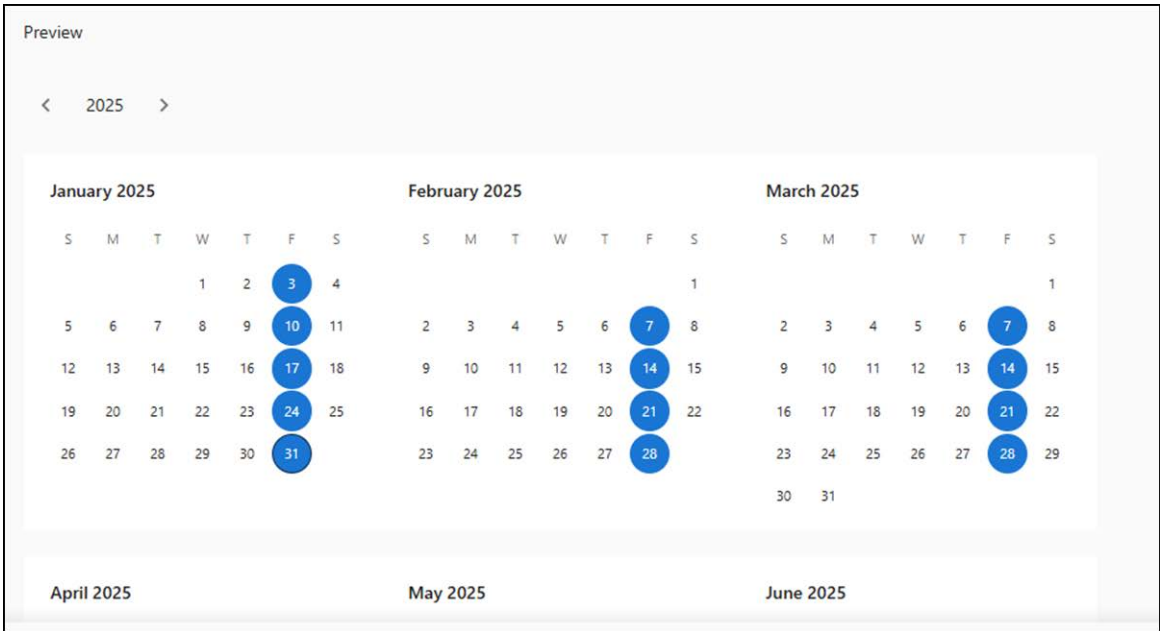 Preview
< 2025 >
January 2025 February 2025 March 2025
S M T W T F S S M T W T F S S M T W T F S
1 2 3 4 1 1
5 6 7 8 9 10 11 2 3 4 5 6 7 8 2 3 4 5 6 7 8
12 13 14 15 16 17 18 9 10 11 12 13 14 15 9 10 11 12 13 14 15
19 20 21 22 23 24 25 16 17 18 19 20 21 22 16 17 18 19 20 21 22
26 27 28 29 30 31 23 24 25 26 27 28 23 24 25 26 27 28 29
30 31
April 2025 May 2025 June 2025